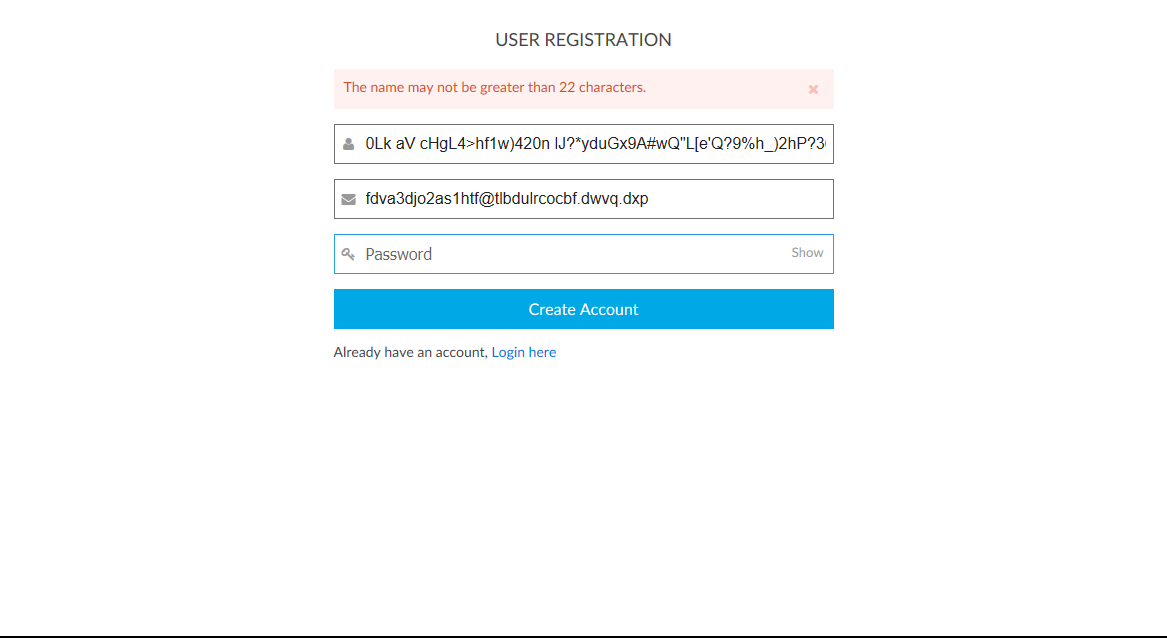 USER REGISTRATION
The name may not be greater than 22 characters.
0Lk aV cHgL4>hf1w)420n lJ?*yduGx9A#wQ"L[e'Q?9%h_)2hP?3
fdva3djo2as1htf@tlbdulrcocbf.dwvq.dxp
Password
Show
Create Account
Already have an account, Login here